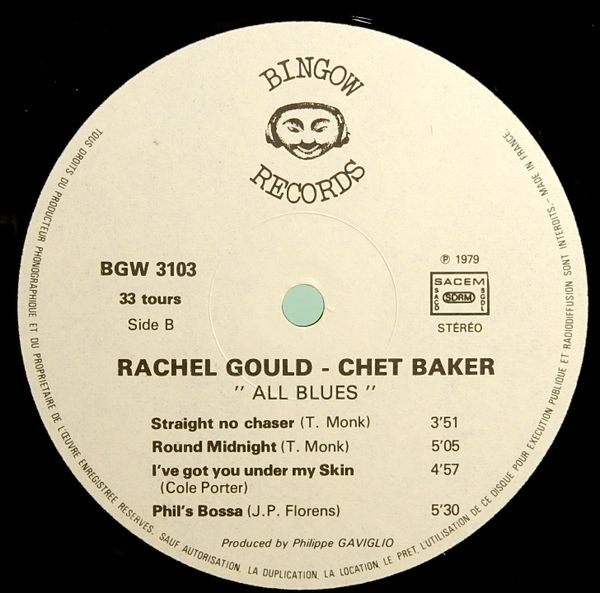 BINGOW
RECORDS
BGW 3103
33 tours
Side B
℗ 1979
SACEM
SACD
SDRM
SGDL
STÉRÉO
RACHEL GOULD - CHET BAKER
" ALL BLUES "
Straight no chaser (T. Monk) 3'51
Round Midnight (T. Monk) 5'05
I've got you under my Skin 4'57
(Cole Porter)
Phil's Bossa (J.P. Florens) 5'30
Produced by Philippe GAVIGLIO
TOUS DROITS DU PRODUCTEUR PHONOGRAPHIQUE ET DU PROPRIETAIRE DE L'ŒUVRE ENREGISTREE RESERVES. SAUF AUTORISATION, LA DUPLICATION, LA LOCATION, LE PRET, L'UTILISATION DE CE DISQUE POUR EXECUTION PUBLIQUE ET RADIODIFFUSION SONT INTERDITS.- MADE IN FRANCE.